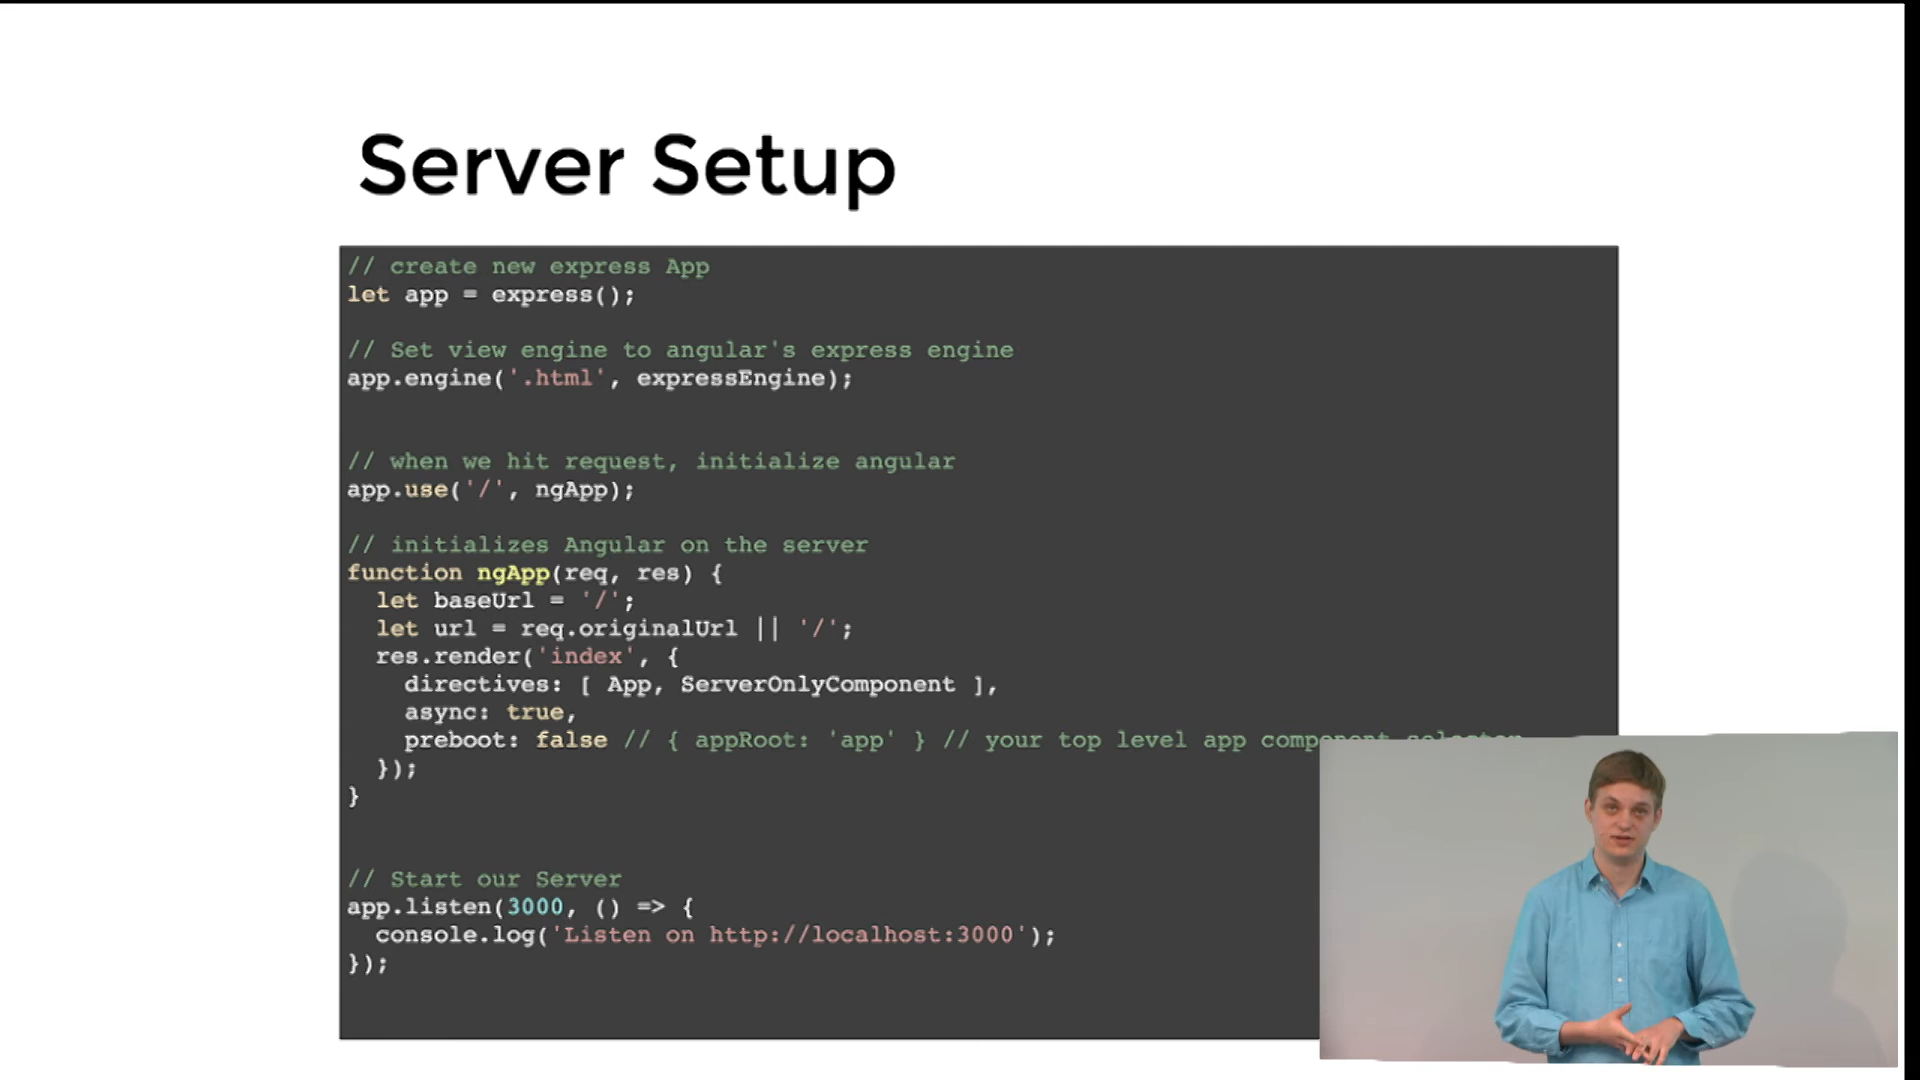 Server Setup
// create new express App
let app = express();
// Set view engine to angular's express engine
app.engine('.html', expressEngine);
// when we hit request, initialize angular
app.use('/', ngApp);
// initializes Angular on the server
function ngApp(req, res) {
let baseUrl = '/';
let url = req.originalUrl || '/';
res.render('index', {
directives: [ App, ServerOnlyComponent ],
async: true,
preboot: false // { appRoot: 'app' } // your top level app component selector
});
}
// Start our Server
app.listen(3000, () => {
console.log('Listen on http://localhost:3000');
});